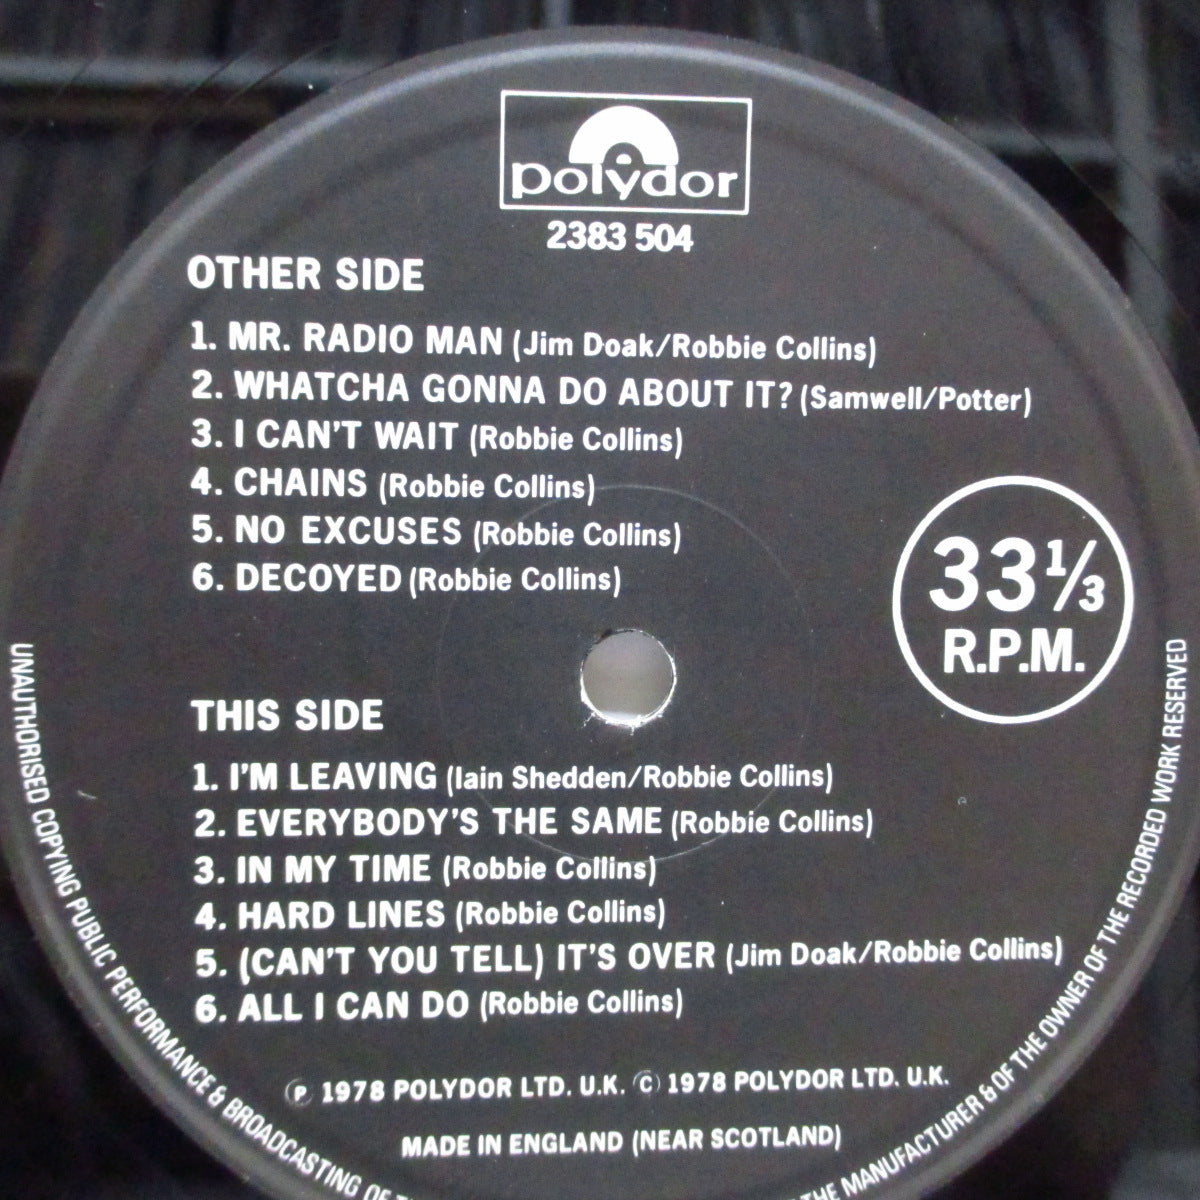 polydor
2383 504
OTHER SIDE
1. MR. RADIO MAN (Jim Doak/Robbie Collins)
2. WHATCHA GONNA DO ABOUT IT? (Samwell/Potter)
3. I CAN'T WAIT (Robbie Collins)
4. CHAINS (Robbie Collins)
5. NO EXCUSES (Robbie Collins)
6. DECOYED (Robbie Collins)
33 1/3
R.P.M.
THIS SIDE
1. I'M LEAVING (Iain Shedden/Robbie Collins)
2. EVERYBODY'S THE SAME (Robbie Collins)
3. IN MY TIME (Robbie Collins)
4. HARD LINES (Robbie Collins)
5. (CAN'T YOU TELL) IT'S OVER (Jim Doak/Robbie Collins)
6. ALL I CAN DO (Robbie Collins)
Ⓟ 1978 POLYDOR LTD. U.K. © 1978 POLYDOR LTD. U.K.
MADE IN ENGLAND (NEAR SCOTLAND)
UNAUTHORISED COPYING PUBLIC PERFORMANCE & BROADCASTING OF THE MANUFACTURER & OF THE OWNER OF THE RECORDED WORK RESERVED